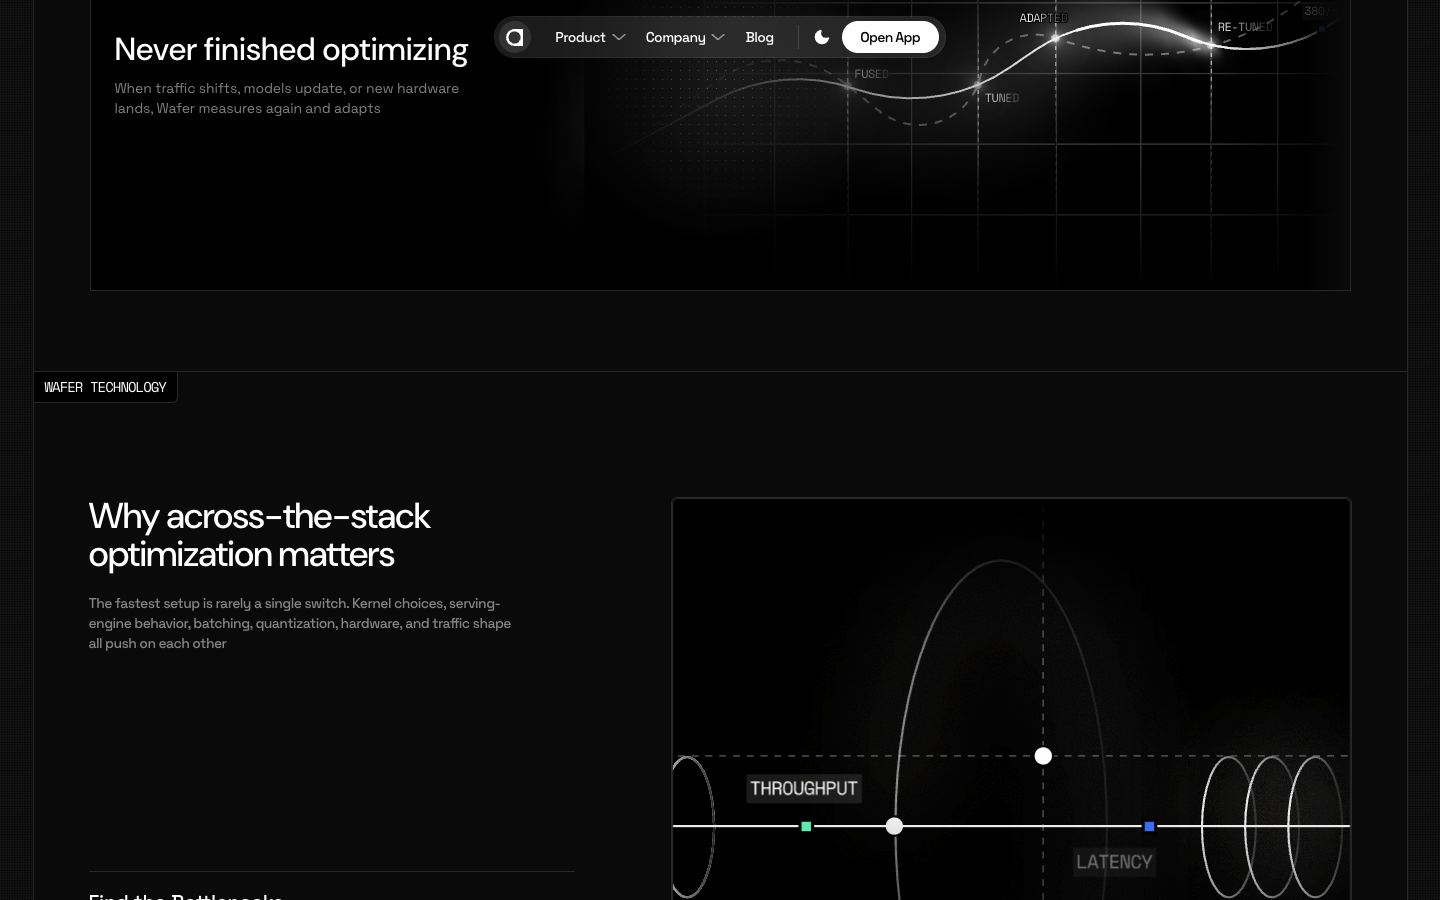 ADAPTED
380/
Product
Company
Blog
Open App
RE-TUNED
Never finished optimizing
FUSED
When traffic shifts, models update, or new hardware
lands, Wafer measures again and adapts
TUNED
WAFER TECHNOLOGY
Why across-the-stack
optimization matters
The fastest setup is rarely a single switch. Kernel choices, serving-
engine behavior, batching, quantization, hardware, and traffic shape
all push on each other
THROUGHPUT
LATENCY